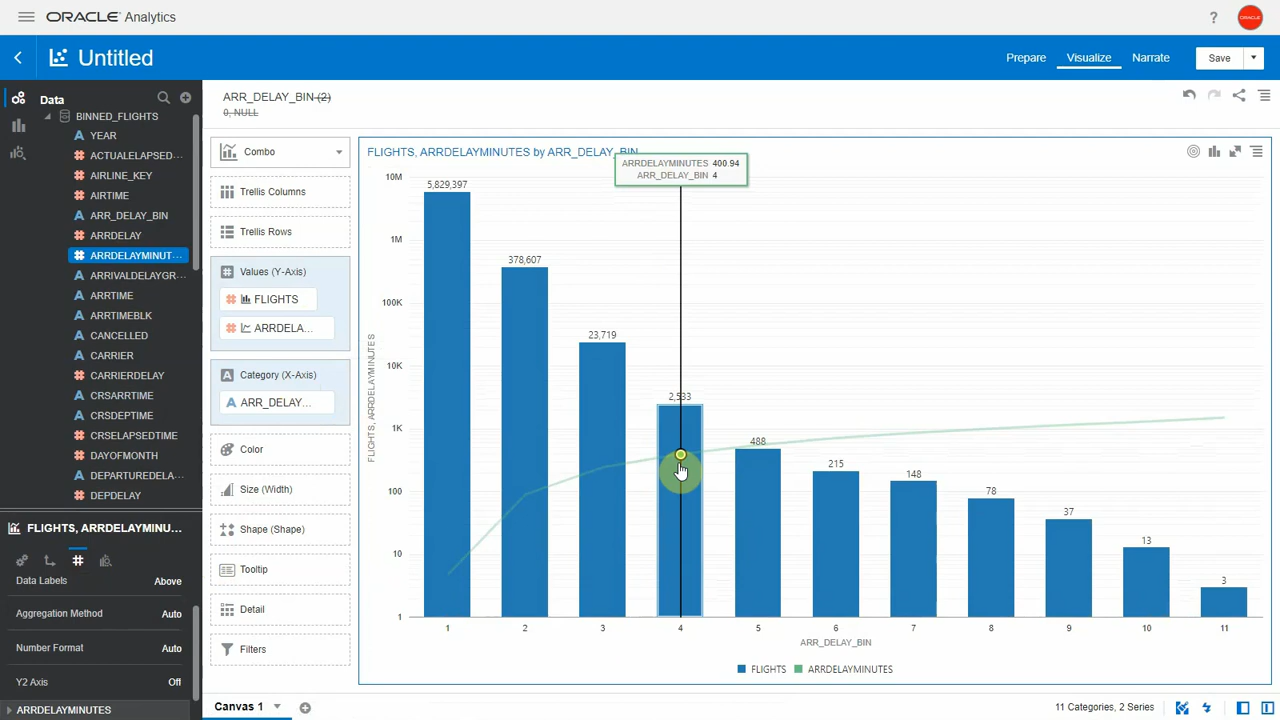 ORACLE Analytics
?
ORACLE
Untitled
Prepare
Visualize
Narrate
Save
Data
BINNED_FLIGHTS
YEAR
ACTUALELAPSED...
AIRLINE_KEY
AIRTIME
ARR_DELAY_BIN
ARRDELAY
ARRDELAYMINUT...
ARRIVALDELAYGR...
ARRTIME
ARRTIMEBLK
CANCELLED
CARRIER
CARRIERDELAY
CRSARRTIME
CRSDEPTIME
CRSELAPSEDTIME
DAYOFMONTH
DEPARTUREDELA...
DEPDELAY
FLIGHTS, ARRDELAYMINU...
Data Labels Above
Aggregation Method Auto
Number Format Auto
Y2 Axis Off
ARRDELAYMINUTES
ARR_DELAY_BIN (2)
0, NULL
Combo
Trellis Columns
Trellis Rows
Values (Y-Axis)
FLIGHTS
ARRDELA...
Category (X-Axis)
ARR_DELAY...
Color
Size (Width)
Shape (Shape)
Tooltip
Detail
Filters
FLIGHTS, ARRDELAYMINUTES by ARR_DELAY_BIN
ARRDELAYMINUTES 400.94
ARR_DELAY_BIN 4
FLIGHTS, ARRDELAYMINUTES
10M
1M
100K
10K
1K
100
10
1
5,829,397
378,607
23,719
2,533
488
215
148
78
37
13
3
1 2 3 4 5 6 7 8 9 10 11
ARR_DELAY_BIN
FLIGHTS ARRDELAYMINUTES
Canvas 1
11 Categories, 2 Series